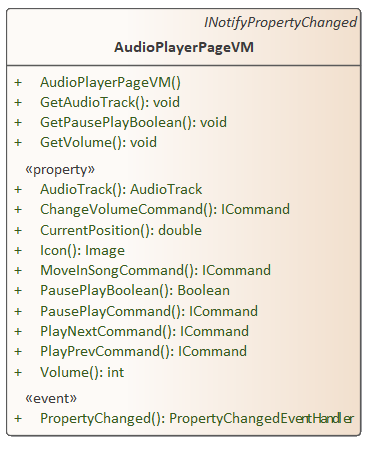 INotifyPropertyChanged
AudioPlayerPageVM
+ AudioPlayerPageVM()
+ GetAudioTrack(): void
+ GetPausePlayBoolean(): void
+ GetVolume(): void
«property»
+ AudioTrack(): AudioTrack
+ ChangeVolumeCommand(): ICommand
+ CurrentPosition(): double
+ Icon(): Image
+ MoveInSongCommand(): ICommand
+ PausePlayBoolean(): Boolean
+ PausePlayCommand(): ICommand
+ PlayNextCommand(): ICommand
+ PlayPrevCommand(): ICommand
+ Volume(): int
«event»
+ PropertyChanged(): PropertyChangedEventHandler